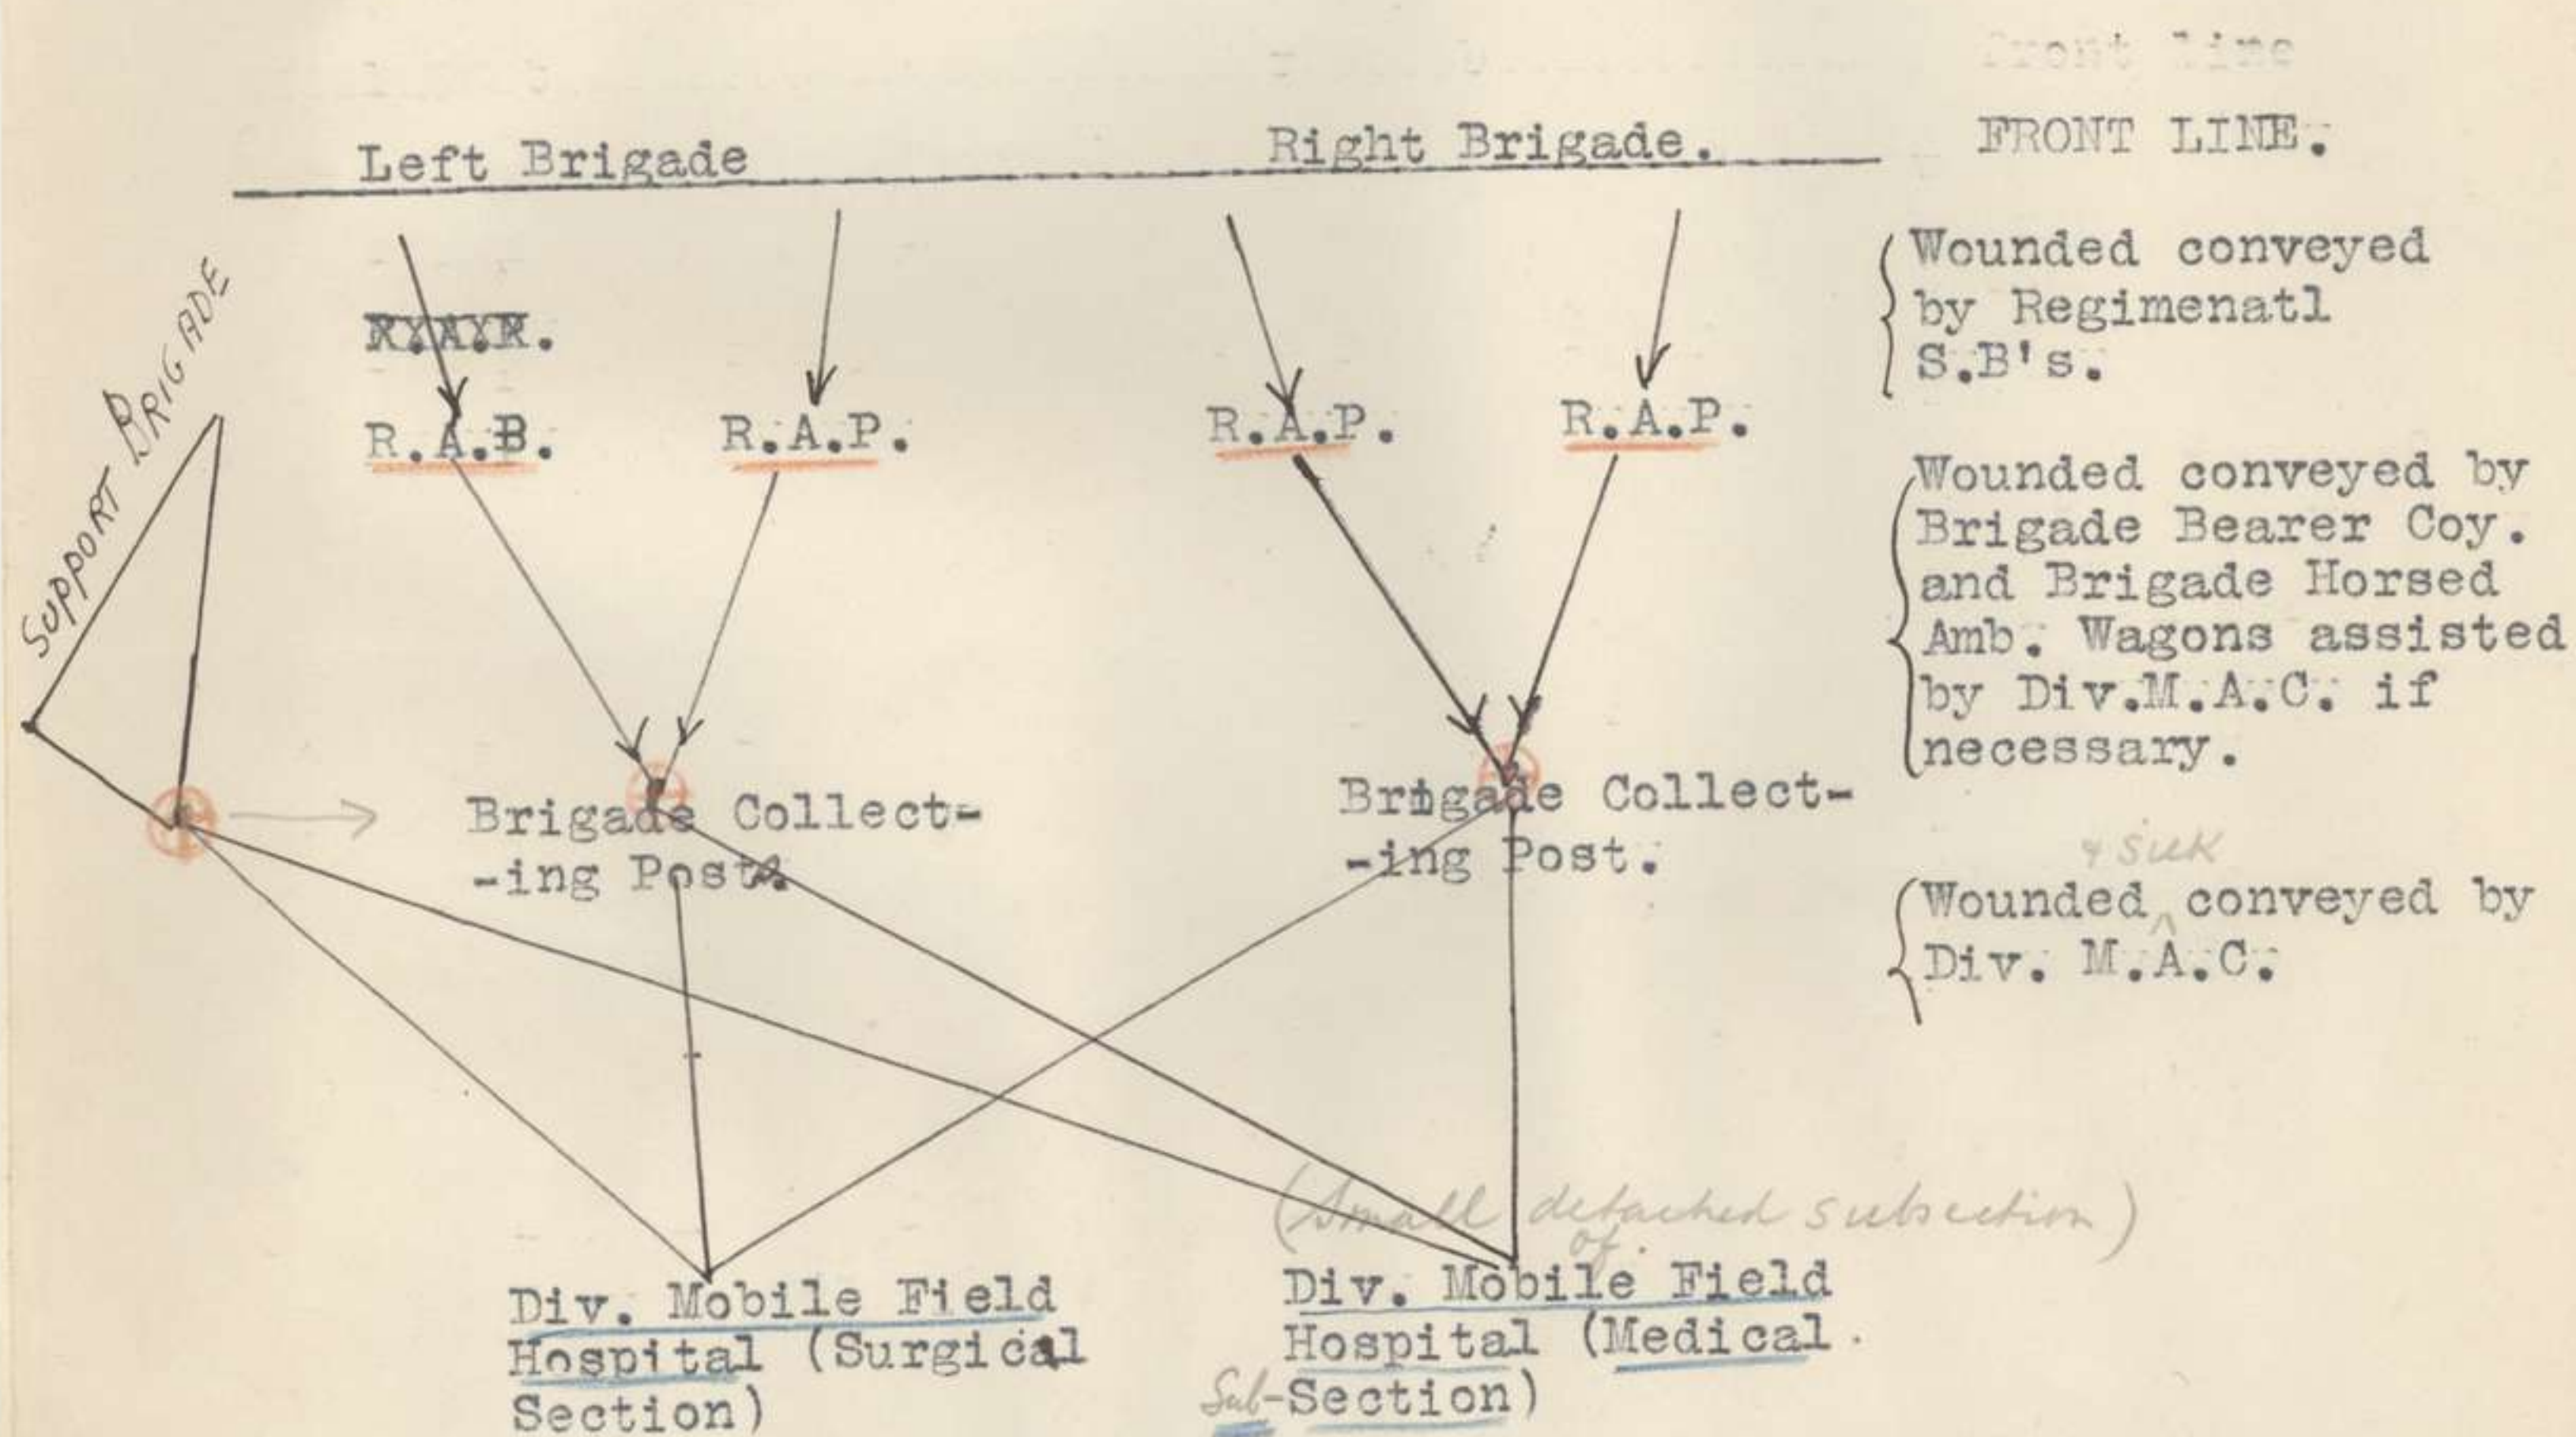 front line
FRONT LINE.
Left Brigade
Right Brigade.
SUPPORT BRIGADE
Wounded conveyed
by Regimenatl
S.B's.
R.A.B.
R.A.P.
R.A.P.
R.A.P.
Wounded conveyed by
Brigade Bearer Coy.
and Brigade Horsed
Amb. Wagons assisted
by Div.M.A.C. if
necessary.
Brigade Collect-
-ing Post.
Brigade Collect-
-ing Post.
& sick
Wounded ^ conveyed by
Div. M.A.C.
(Small detached subsection)
of
Div. Mobile Field
Hospital (Surgical
Section)
Div. Mobile Field
Hospital (Medical
Sub-Section)